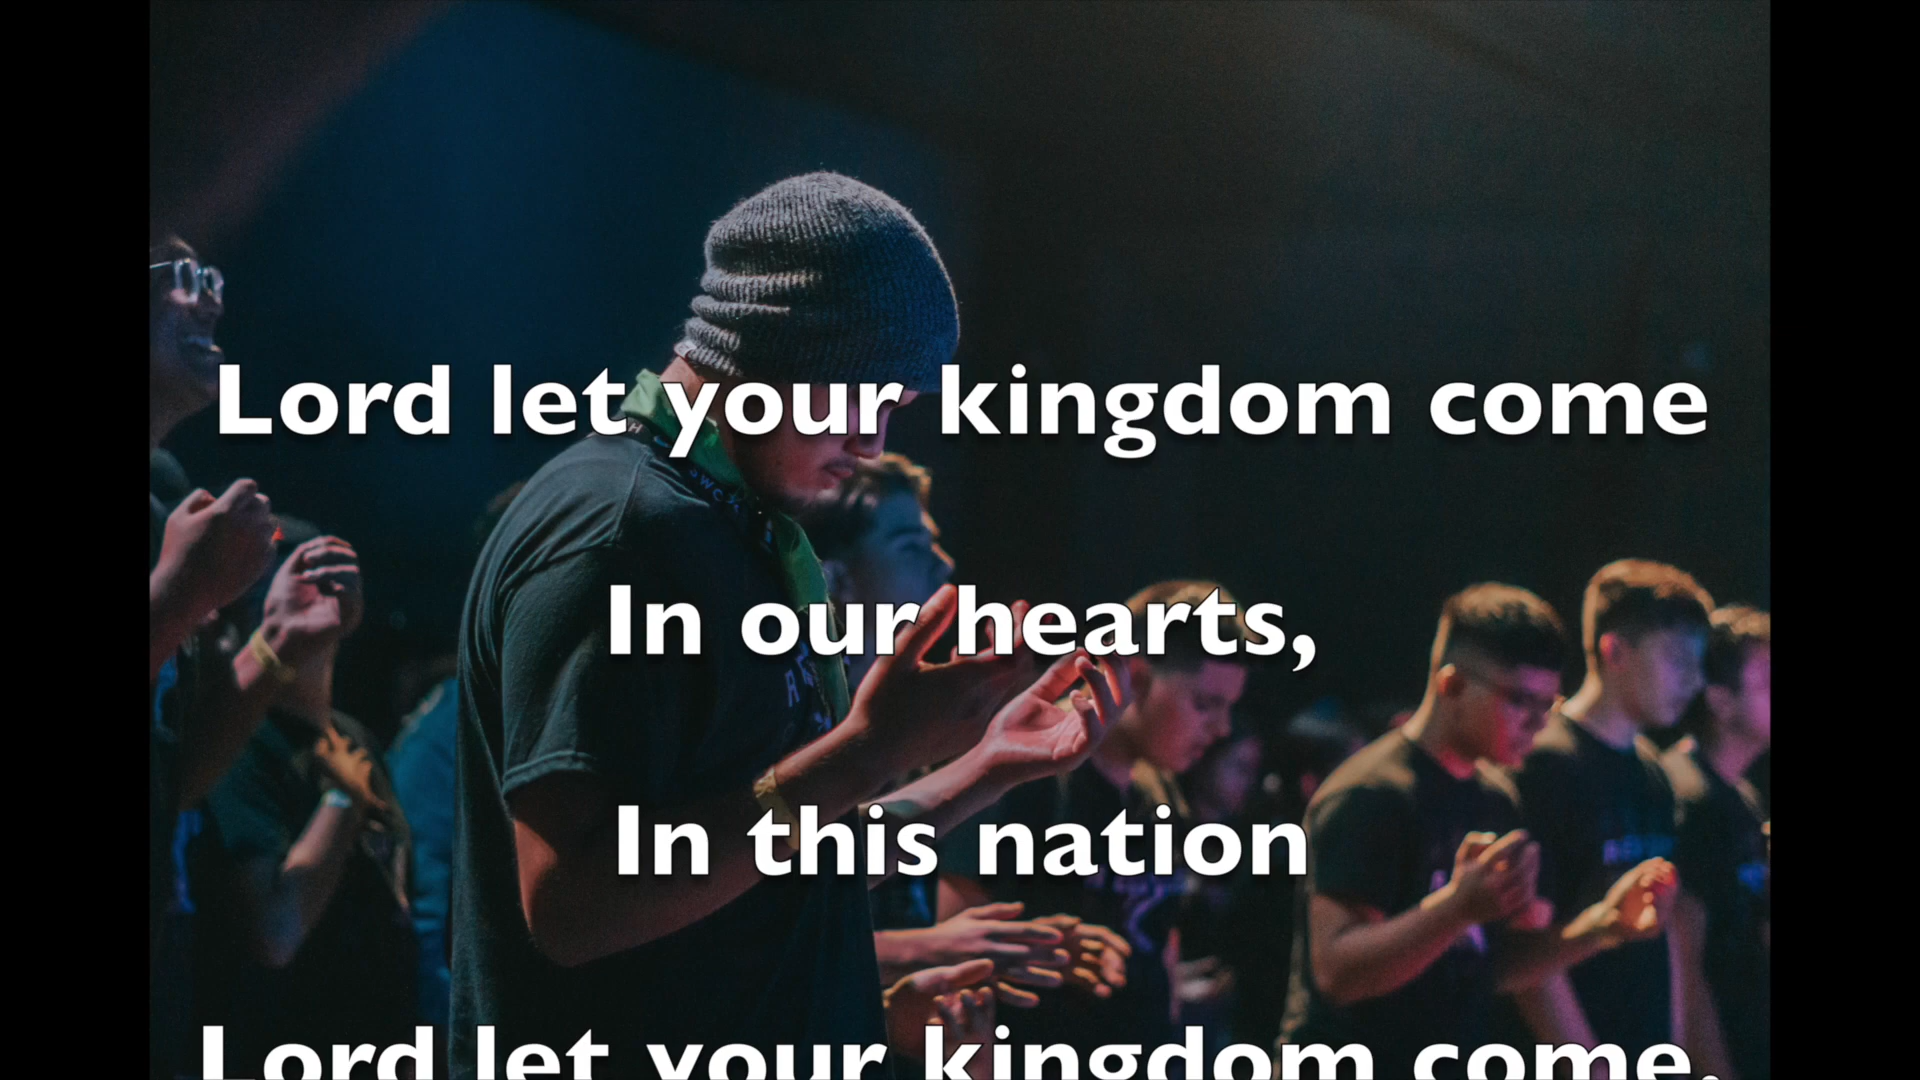 Lord let your kingdom come
In our hearts,
In this nation
Lord let your kingdom come,